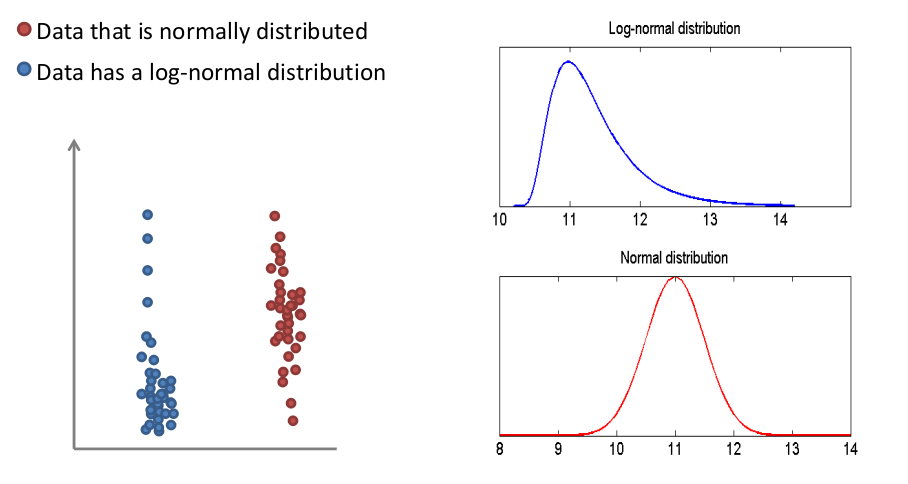 Data that is normally distributed
Data has a log-normal distribution
Log-normal distribution
10 11 12 13 14
Normal distribution
8 9 10 11 12 13 14